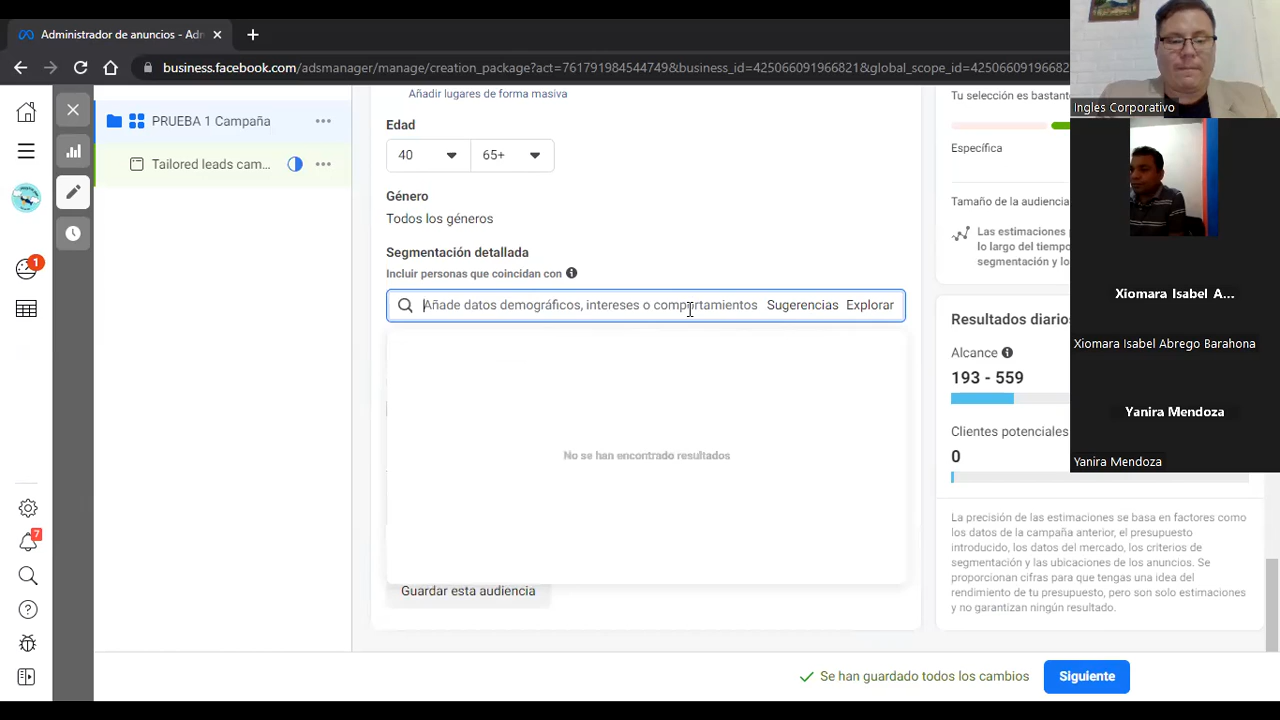 Administrador de anuncios - Adm
business.facebook.com/adsmanager/manage/creation_package?act=761791984544749&business_id=425066091966821&global_scope_id=42506609196682
PRUEBA 1 Campaña
Tailored leads cam...
1
7
Añadir lugares de forma masiva
Edad
40
65+
Género
Todos los géneros
Segmentación detallada
Incluir personas que coincidan con
Añade datos demográficos, intereses o comportamientos
Sugerencias
Explorar
No se han encontrado resultados
Guardar esta audiencia
Tu selección es bastante
Específica
Tamaño de la audiencia
Las estimaciones
lo largo del tiempo
segmentación y los
Resultados diarios
Alcance
193 - 559
Clientes potenciales
0
La precisión de las estimaciones se basa en factores como
los datos de la campaña anterior, el presupuesto
introducido, los datos del mercado, los criterios de
segmentación y las ubicaciones de los anuncios. Se
proporcionan cifras para que tengas una idea del
rendimiento de tu presupuesto, pero son solo estimaciones
y no garantizan ningún resultado.
Se han guardado todos los cambios
Siguiente
Ingles Corporativo
Xiomara Isabel A...
Xiomara Isabel Abrego Barahona
Yanira Mendoza
Yanira Mendoza